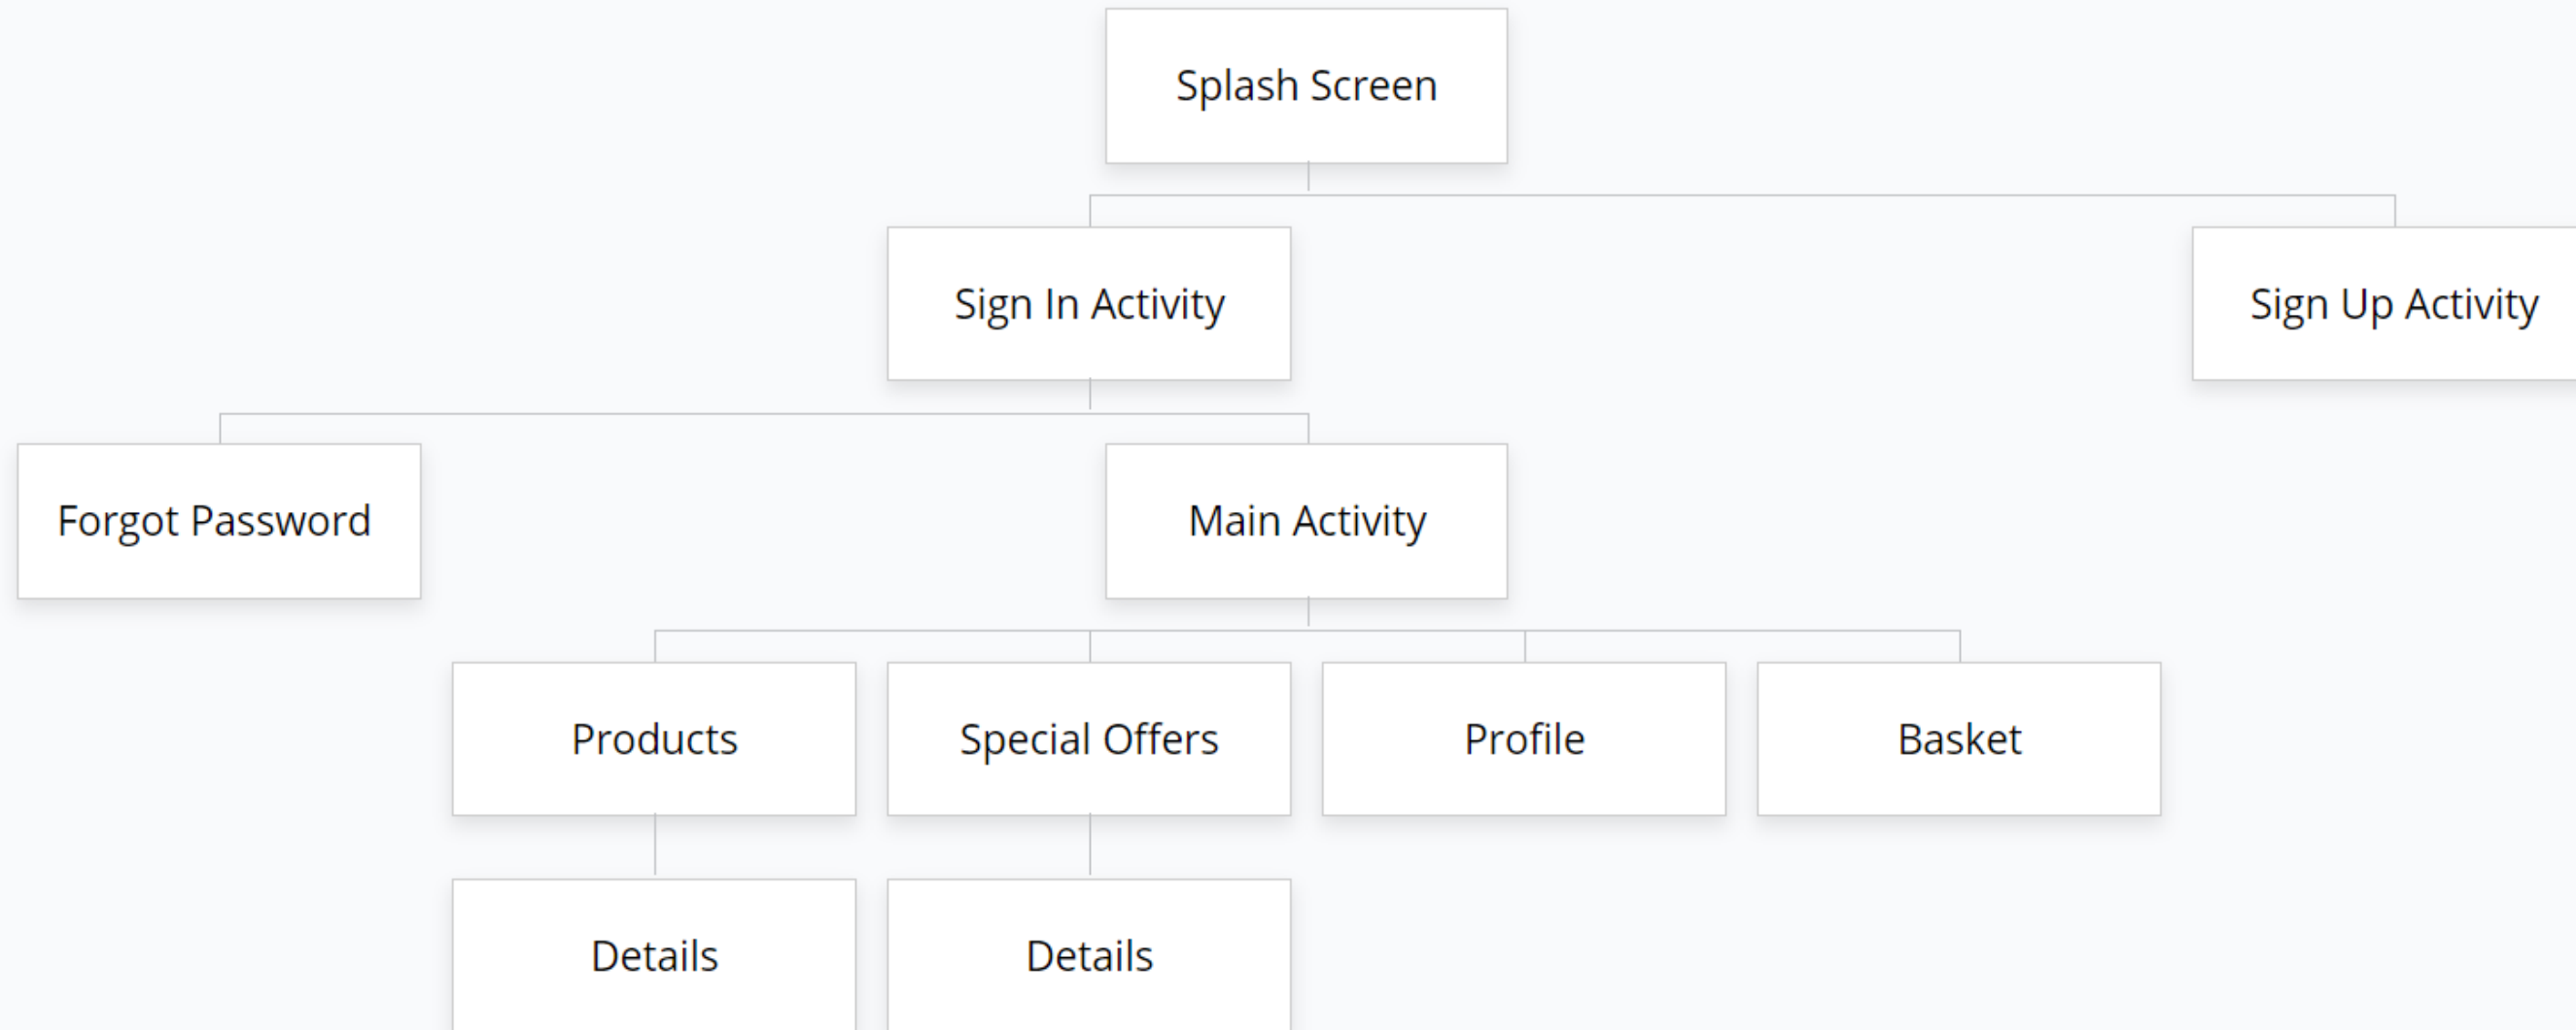 Splash Screen
Sign In Activity
Sign Up Activity
Forgot Password
Main Activity
Products
Special Offers
Profile
Basket
Details
Details